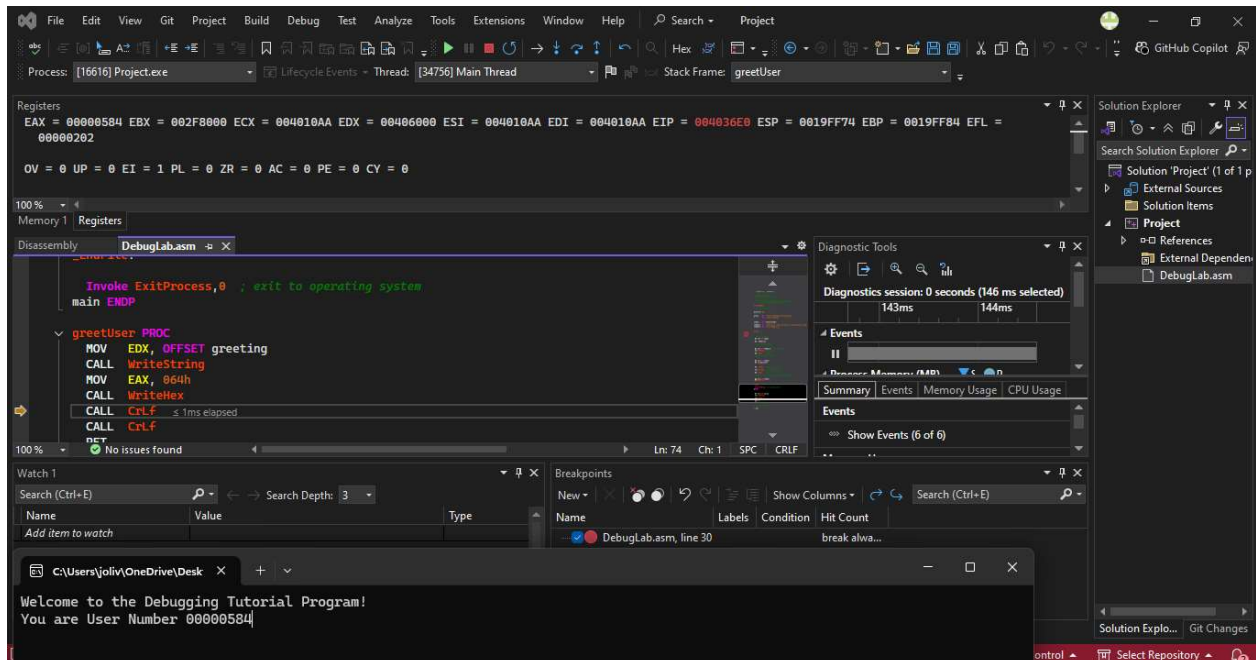 File Edit View Git Project Build Debug Test Analyze Tools Extensions Window Help Search Project
Hex GitHub Copilot
Process: [16616] Project.exe Lifecycle Events Thread: [34756] Main Thread Stack Frame: greetUser
Registers
EAX = 00000584 EBX = 002F8000 ECX = 004010AA EDX = 00406000 ESI = 004010AA EDI = 004010AA EIP = 004036E0 ESP = 0019FF74 EBP = 0019FF84 EFL =
00000202
OV = 0 UP = 0 EI = 1 PL = 0 ZR = 0 AC = 0 PE = 0 CY = 0
100 %
Memory 1 Registers
Disassembly DebugLab.asm
Invoke ExitProcess,0 ; exit to operating system
main ENDP
greetUser PROC
MOV EDX, OFFSET greeting
CALL WriteString
MOV EAX, 064h
CALL WriteHex
CALL CrLf ≤ 1ms elapsed
CALL CrLf
RET
100 % No issues found Ln: 74 Ch: 1 SPC CRLF
Diagnostic Tools
Diagnostics session: 0 seconds (146 ms selected)
143ms 144ms
Events
Process Memory (MB)
Summary Events Memory Usage CPU Usage
Events
Show Events (6 of 6)
Solution Explorer
Search Solution Explorer
Solution 'Project' (1 of 1 p
External Sources
Solution Items
Project
References
External Dependen
DebugLab.asm
Watch 1
Search (Ctrl+E) Search Depth: 3
Name Value Type
Add item to watch
Breakpoints
New Show Columns Search (Ctrl+E)
Name Labels Condition Hit Count
DebugLab.asm, line 30 break alwa...
C:\Users\joliv\OneDrive\Desk
Welcome to the Debugging Tutorial Program!
You are User Number 00000584
Solution Explo... Git Changes
ontrol Select Repository